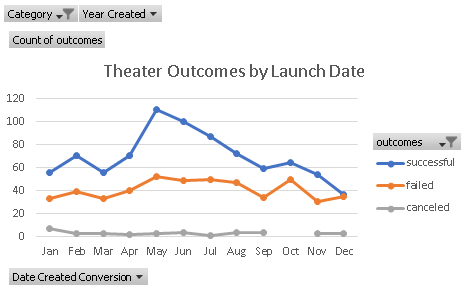 Category Year Created
Count of outcomes
Theater Outcomes by Launch Date
120
100
80
60
40
20
0
Jan Feb Mar Apr May Jun Jul Aug Sep Oct Nov Dec
outcomes
successful
failed
canceled
Date Created Conversion